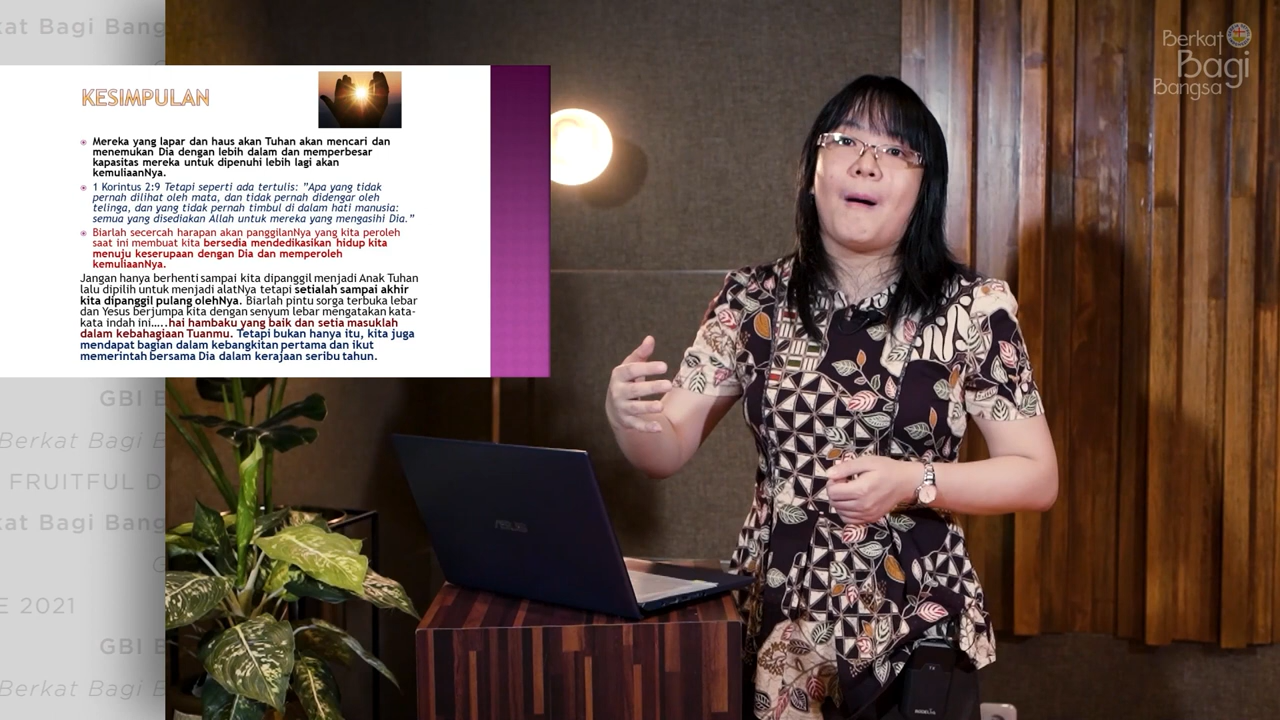 at Bagi Bang
Berkat
Bagi
Bangsa
KESIMPULAN
Mereka yang lapar dan haus akan Tuhan akan mencari dan
menemukan Dia dengan lebih dalam dan memperbesar
kapasitas mereka untuk dipenuhi lebih lagi akan
kemuliaanNya.
1 Korintus 2:9 Tetapi seperti ada tertulis: "Apa yang tidak
pernah dilihat oleh mata, dan tidak pernah didengar oleh
telinga, dan yang tidak pernah timbul di dalam hati manusia:
semua yang disediakan Allah untuk mereka yang mengasihi Dia."
Biarlah secercah harapan akan panggilanNya yang kita peroleh
saat ini membuat kita bersedia mendedikasikan hidup kita
menuju keserupaan dengan Dia dan memperoleh
kemuliaanNya.
Jangan hanya berhenti sampai kita dipanggil menjadi Anak Tuhan
lalu dipilih untuk menjadi alatNya tetapi setialah sampai akhir
kita dipanggil pulang olehNya. Biarlah pintu sorga terbuka lebar
dan Yesus berjumpa kita dengan senyum lebar mengatakan kata-
kata indah ini.....hai hambaku yang baik dan setia masuklah
dalam kebahagiaan Tuanmu. Tetapi bukan hanya itu, kita juga
mendapat bagian dalam kebangkitan pertama dan ikut
memerintah bersama Dia dalam kerajaan seribu tahun.
GBI B
Berkat Bagi B
FRUITFUL D
kat Bagi Bang
G
E 2021
GBI B
Berkat Bagi B
ASUS